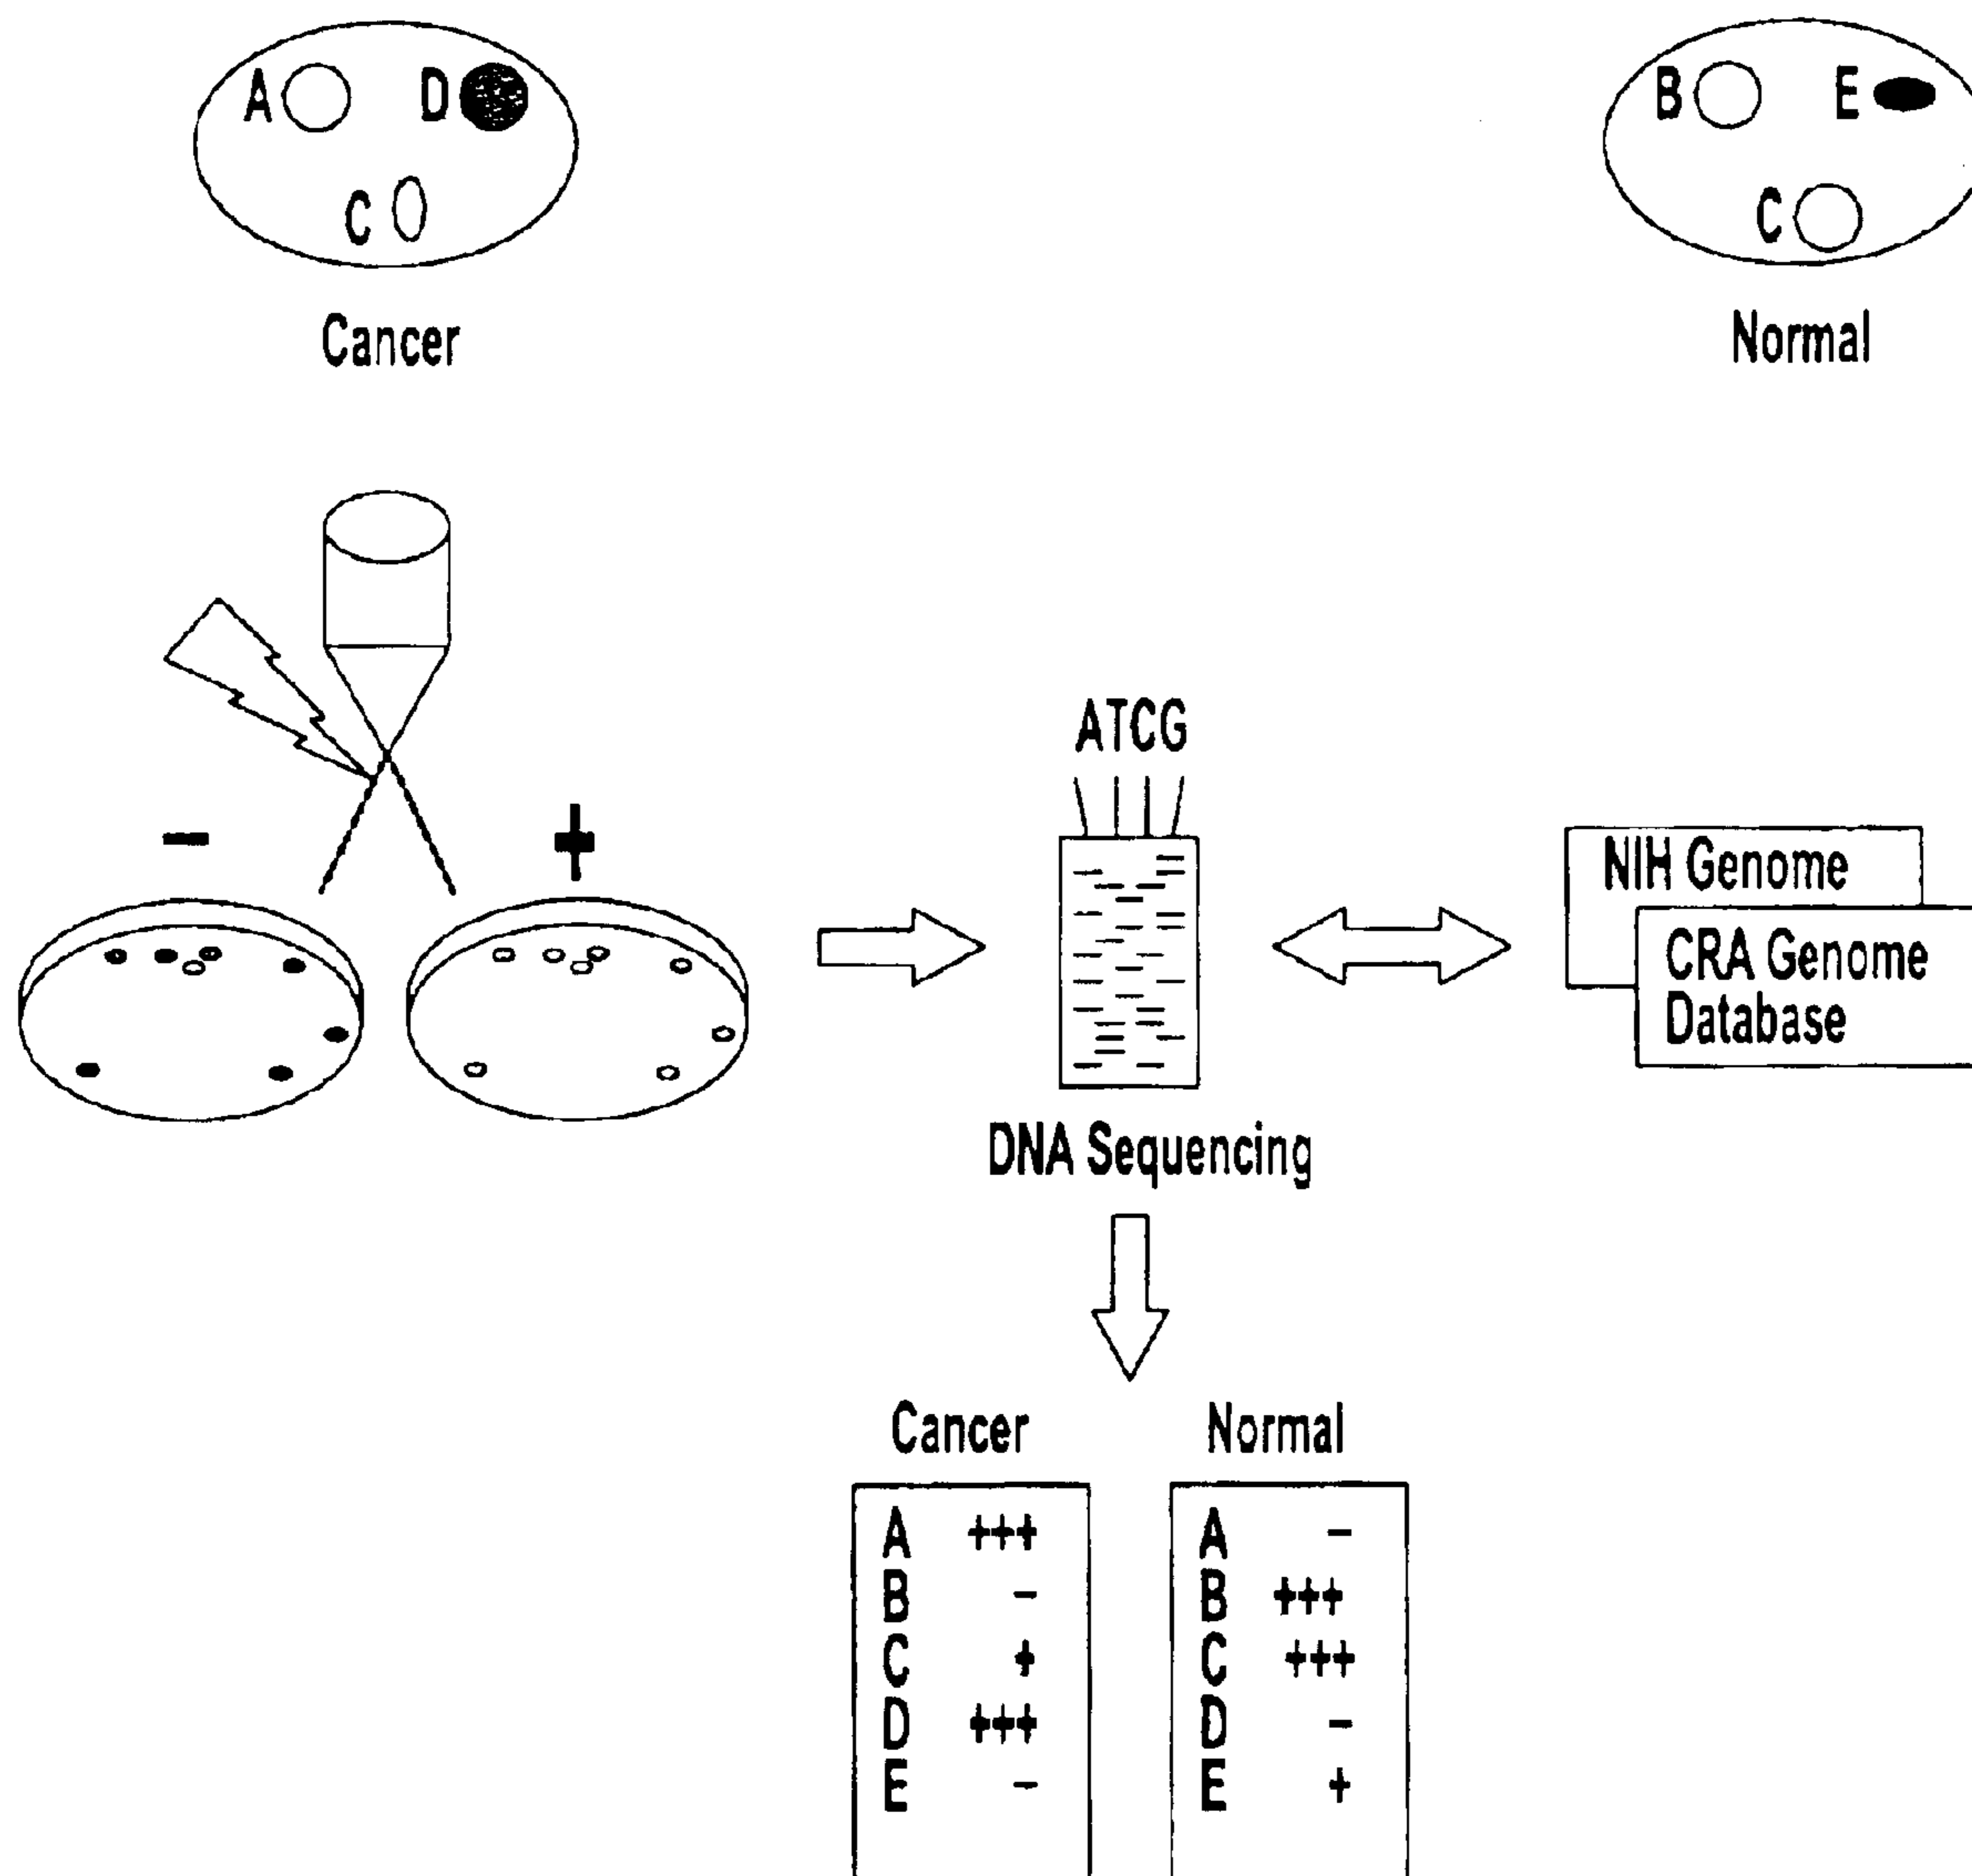 A D
C
Cancer
B E
C
Normal
- +
ATCG
DNA Sequencing
NIH Genome
CRA Genome
Database
Cancer Normal
A +++ A -
B - B +++
C + C +++
D +++ D -
E - E +